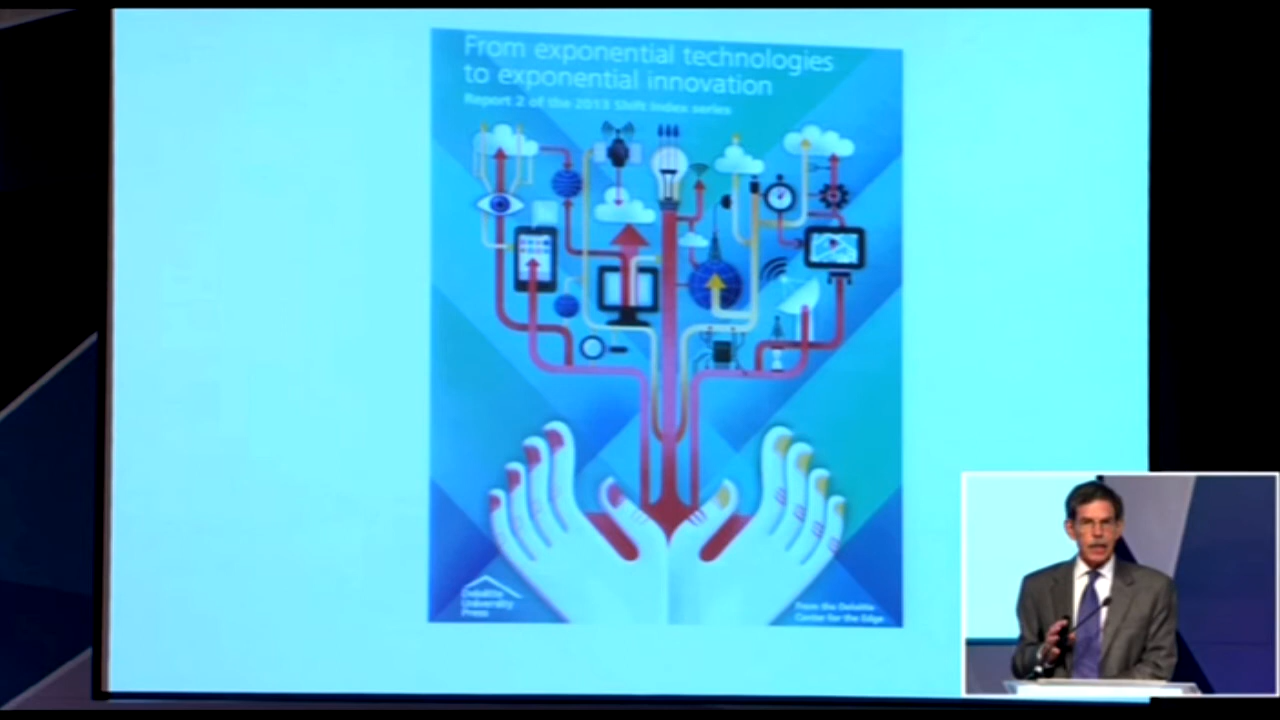 From exponential technologies
to exponential innovation
Report 2 of the 2013 Shift Index series
Deloitte
University
Press
From the Deloitte
Center for the Edge